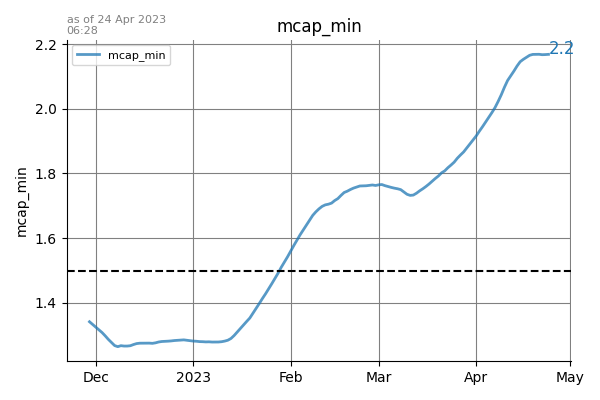 as of 24 Apr 2023
06:28
mcap_min
2.2
mcap_min
2.2
2.0
1.8
1.6
1.4
mcap_min
Dec
2023
Feb
Mar
Apr
May